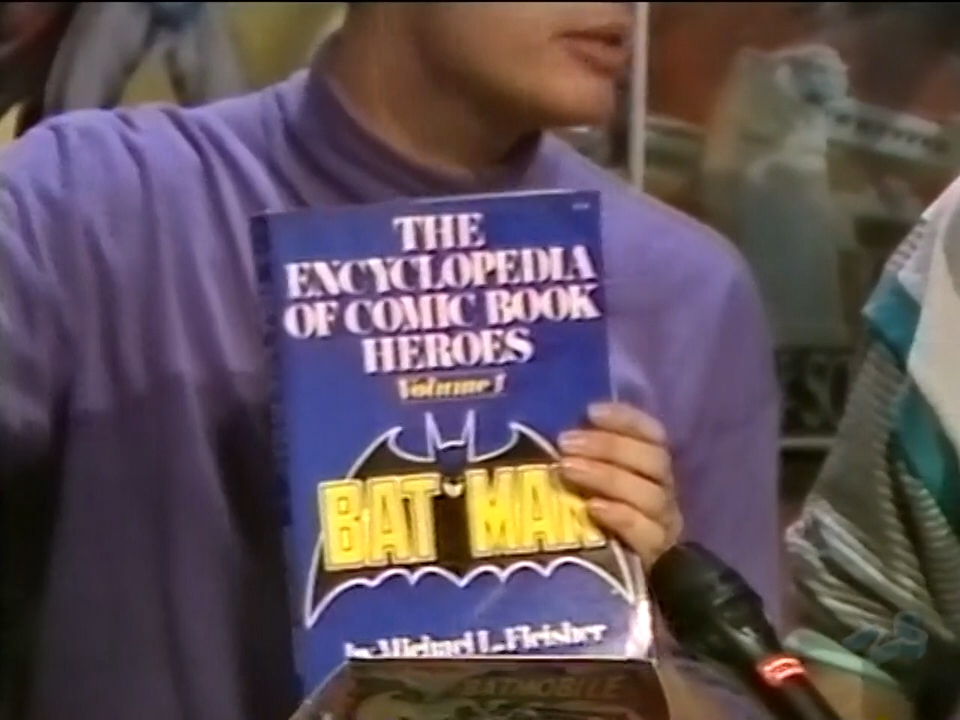 THE
ENCYCLOPEDIA
OF COMIC BOOK
HEROES
Volume 1
BATMAN
by Michael L. Fleisher
BATMOBILE